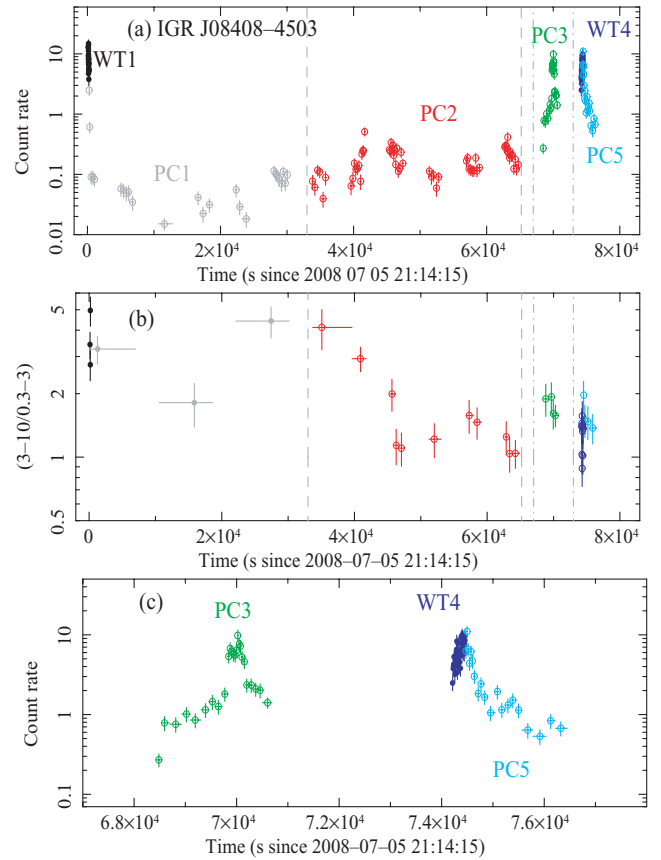 (a) IGR J08408–4503
WT1
PC1
PC2
PC3
WT4
PC5
Count rate
10
1
0.1
0.01
0
2×10⁴
4×10⁴
6×10⁴
8×10⁴
Time (s since 2008 07 05 21:14:15)
(b)
(3–10/0.3–3)
5
2
1
0.5
0
2×10⁴
4×10⁴
6×10⁴
8×10⁴
Time (s since 2008–07–05 21:14:15)
(c)
PC3
WT4
PC5
Count rate
10
1
0.1
6.8×10⁴
7×10⁴
7.2×10⁴
7.4×10⁴
7.6×10⁴
Time (s since 2008–07–05 21:14:15)